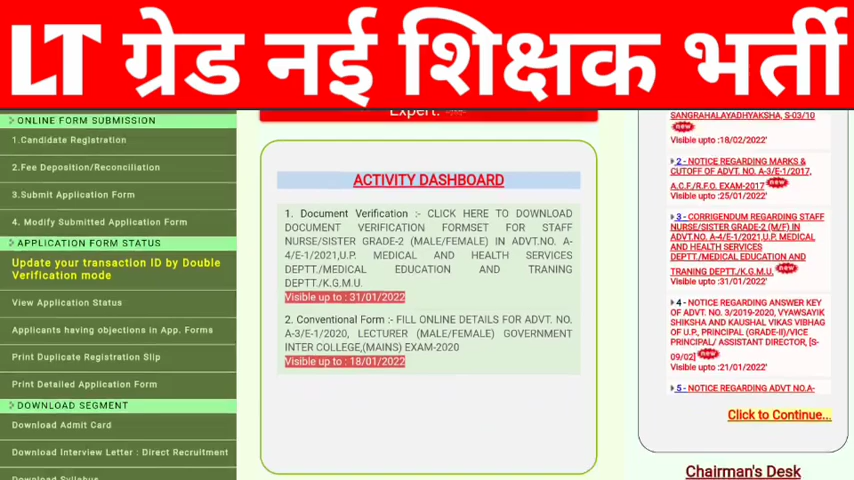 LT ग्रेड नई शिक्षक भर्ती
ONLINE FORM SUBMISSION
1.Candidate Registration
2.Fee Deposition/Reconciliation
3.Submit Application Form
4. Modify Submitted Application Form
APPLICATION FORM STATUS
Update your transaction ID by Double
Verification mode
View Application Status
Applicants having objections in App. Forms
Print Duplicate Registration Slip
Print Detailed Application Form
DOWNLOAD SEGMENT
Download Admit Card
Download Interview Letter : Direct Recruitment
Download Syllabus
Expert.
ACTIVITY DASHBOARD
1. Document Verification :- CLICK HERE TO DOWNLOAD
DOCUMENT VERIFICATION FORMSET FOR STAFF
NURSE/SISTER GRADE-2 (MALE/FEMALE) IN ADVT.NO. A-
4/E-1/2021,U.P. MEDICAL AND HEALTH SERVICES
DEPTT./MEDICAL EDUCATION AND TRANING
DEPTT./K.G.M.U.
Visible up to : 31/01/2022
2. Conventional Form :- FILL ONLINE DETAILS FOR ADVT. NO.
A-3/E-1/2020, LECTURER (MALE/FEMALE) GOVERNMENT
INTER COLLEGE,(MAINS) EXAM-2020
Visible up to : 18/01/2022
SANGRAHALAYADHYAKSHA, S-03/10
new
Visible upto :18/02/2022'
2 - NOTICE REGARDING MARKS &
CUTOFF OF ADVT. NO. A-3/E-1/2017,
A.C.F./R.F.O. EXAM-2017 new
Visible upto :25/01/2022'
3 - CORRIGENDUM REGARDING STAFF
NURSE/SISTER GRADE-2 (M/F) IN
ADVT.NO. A-4/E-1/2021,U.P. MEDICAL
AND HEALTH SERVICES
DEPTT./MEDICAL EDUCATION AND
TRANING DEPTT./K.G.M.U. new
Visible upto :31/01/2022'
4 - NOTICE REGARDING ANSWER KEY
OF ADVT. NO. 3/2019-2020, VYAWSAYIK
SHIKSHA AND KAUSHAL VIKAS VIBHAG
OF U.P., PRINCIPAL (GRADE-II)/VICE
PRINCIPAL/ ASSISTANT DIRECTOR, [S-
09/02] new
Visible upto :21/01/2022'
5 - NOTICE REGARDING ADVT NO.A-
Click to Continue...
Chairman's Desk